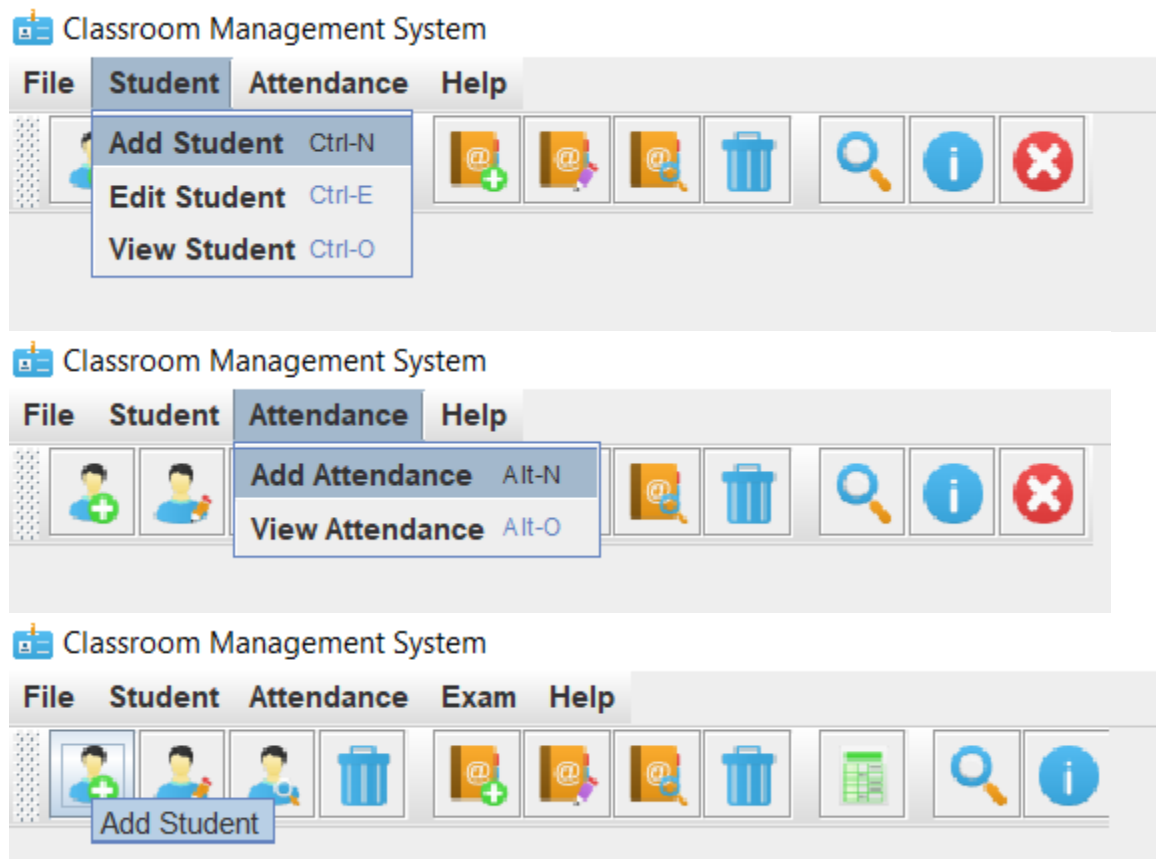 Classroom Management System
File Student Attendance Help
Add Student Ctrl-N
Edit Student Ctrl-E
View Student Ctrl-O
Classroom Management System
File Student Attendance Help
Add Attendance Alt-N
View Attendance Alt-O
Classroom Management System
File Student Attendance Exam Help
Add Student